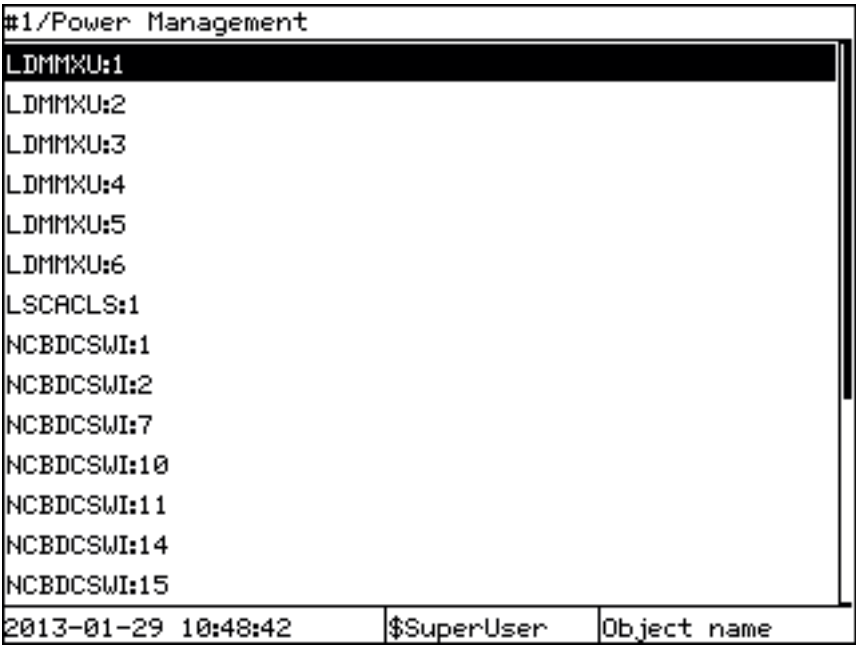 #1/Power Management
LDMMXU:1
LDMMXU:2
LDMMXU:3
LDMMXU:4
LDMMXU:5
LDMMXU:6
LSCACLS:1
NCBDCSWI:1
NCBDCSWI:2
NCBDCSWI:7
NCBDCSWI:10
NCBDCSWI:11
NCBDCSWI:14
NCBDCSWI:15
2013-01-29 10:48:42 $SuperUser Object name